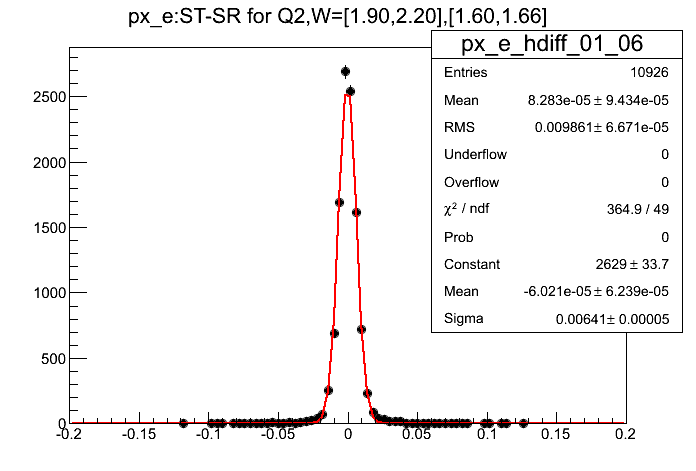 px_e:ST-SR for Q2,W=[1.90,2.20],[1.60,1.66]
px_e_hdiff_01_06
Entries 10926
Mean 8.283e-05 ± 9.434e-05
RMS 0.009861 ± 6.671e-05
Underflow 0
Overflow 0
χ² / ndf 364.9 / 49
Prob 0
Constant 2629 ± 33.7
Mean -6.021e-05 ± 6.239e-05
Sigma 0.00641 ± 0.00005
2500
2000
1500
1000
500
0
-0.2 -0.15 -0.1 -0.05 0 0.05 0.1 0.15 0.2